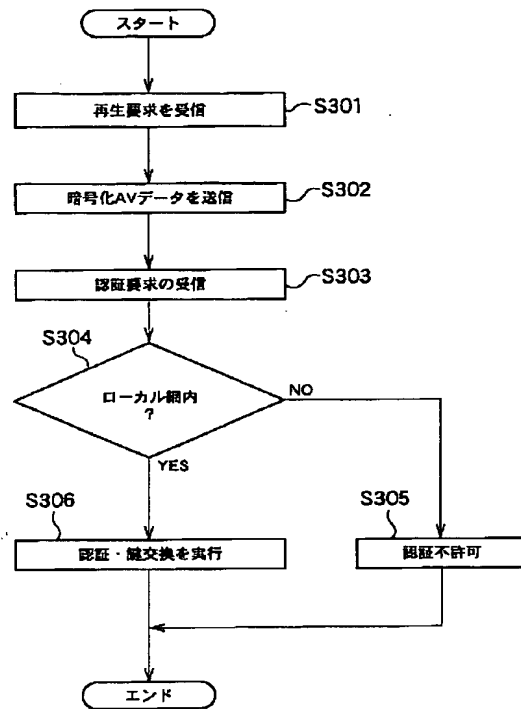 スタート
再生要求を受信
S301
暗号化AVデータを送信
S302
認証要求の受信
S303
S304
ローカル網内
?
NO
YES
S306
S305
認証・鍵交換を実行
認証不許可
エンド